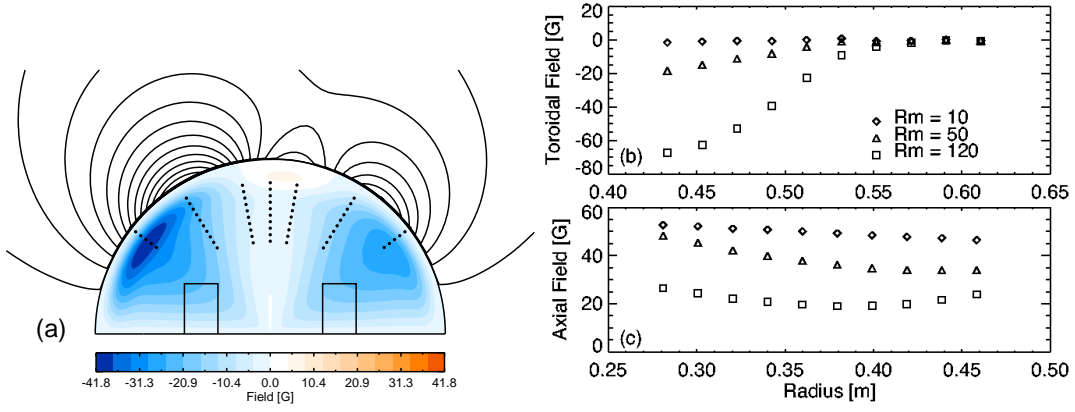 (a)
-41.8 -31.3 -20.9 -10.4 0.0 10.4 20.9 31.3 41.8
Field [G]
Toroidal Field [G]
20
0
-20
-40
-60
-80
(b)
Rm = 10
Rm = 50
Rm = 120
0.40 0.45 0.50 0.55 0.60 0.65
Axial Field [G]
60
40
20
0
(c)
0.25 0.30 0.35 0.40 0.45 0.50
Radius [m]